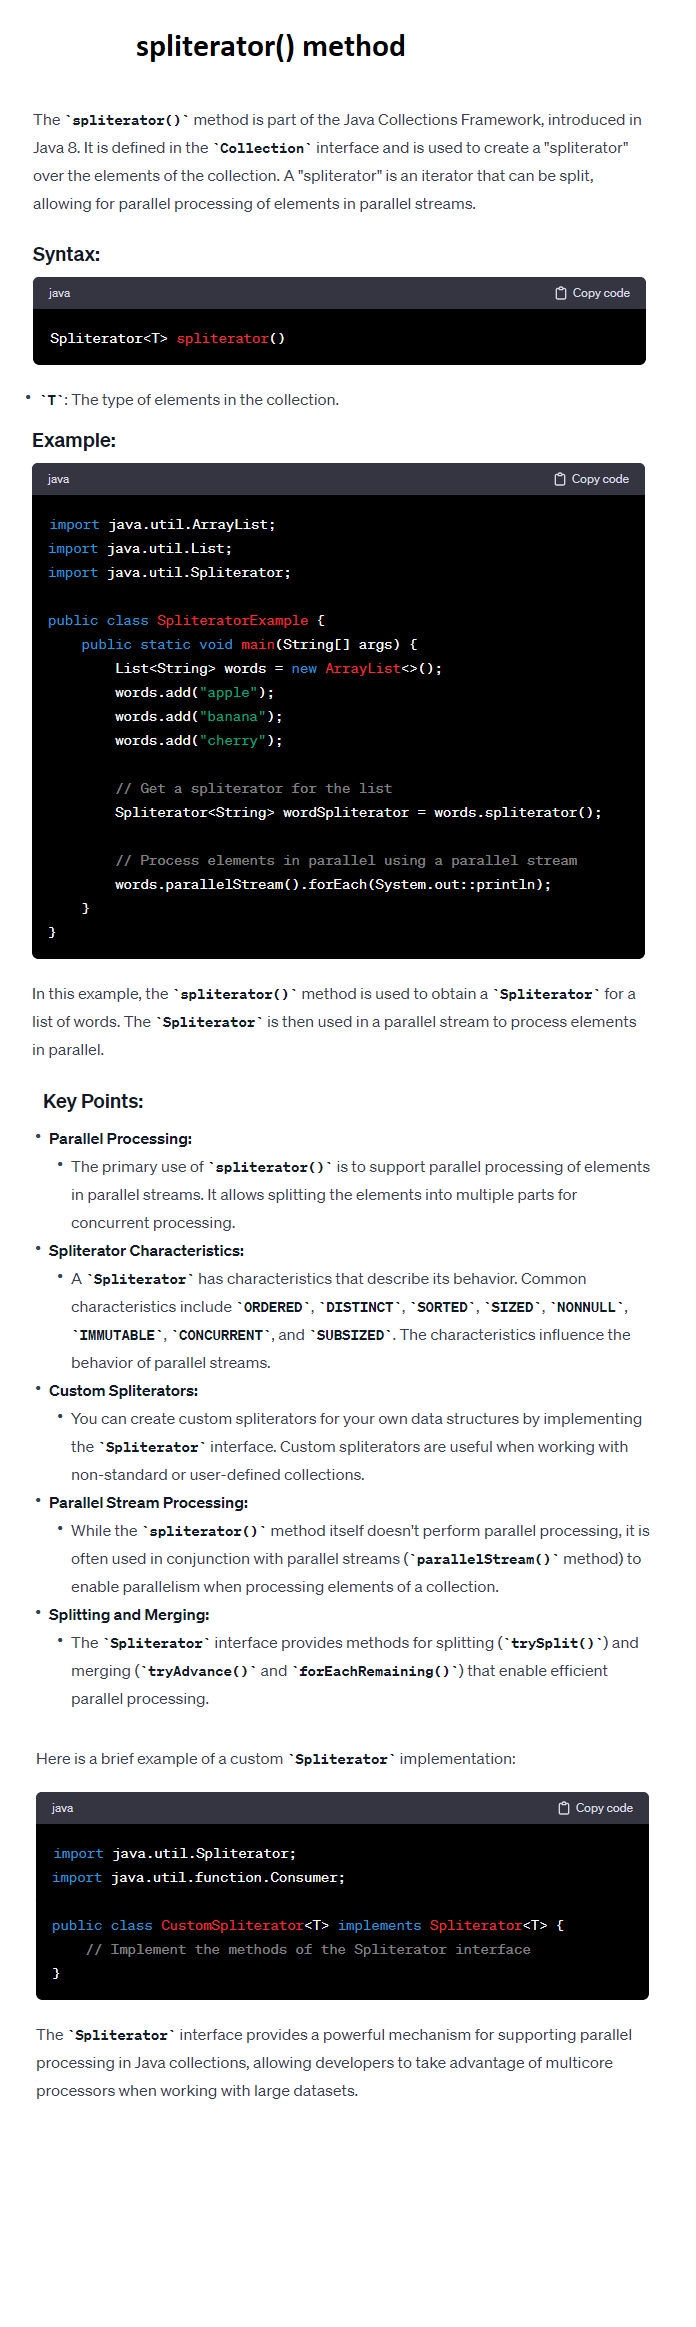 spliterator() method
The `spliterator()` method is part of the Java Collections Framework, introduced in
Java 8. It is defined in the `Collection` interface and is used to create a "spliterator"
over the elements of the collection. A "spliterator" is an iterator that can be split,
allowing for parallel processing of elements in parallel streams.
Syntax:
java Copy code
Spliterator<T> spliterator()
• `T`: The type of elements in the collection.
Example:
java Copy code
import java.util.ArrayList;
import java.util.List;
import java.util.Spliterator;
public class SpliteratorExample {
    public static void main(String[] args) {
        List<String> words = new ArrayList<>();
        words.add("apple");
        words.add("banana");
        words.add("cherry");
        // Get a spliterator for the list
        Spliterator<String> wordSpliterator = words.spliterator();
        // Process elements in parallel using a parallel stream
        words.parallelStream().forEach(System.out::println);
    }
}
In this example, the `spliterator()` method is used to obtain a `Spliterator` for a
list of words. The `Spliterator` is then used in a parallel stream to process elements
in parallel.
Key Points:
• Parallel Processing:
• The primary use of `spliterator()` is to support parallel processing of elements
in parallel streams. It allows splitting the elements into multiple parts for
concurrent processing.
• Spliterator Characteristics:
• A `Spliterator` has characteristics that describe its behavior. Common
characteristics include `ORDERED`, `DISTINCT`, `SORTED`, `SIZED`, `NONNULL`,
`IMMUTABLE`, `CONCURRENT`, and `SUBSIZED`. The characteristics influence the
behavior of parallel streams.
• Custom Spliterators:
• You can create custom spliterators for your own data structures by implementing
the `Spliterator` interface. Custom spliterators are useful when working with
non-standard or user-defined collections.
• Parallel Stream Processing:
• While the `spliterator()` method itself doesn't perform parallel processing, it is
often used in conjunction with parallel streams (`parallelStream()` method) to
enable parallelism when processing elements of a collection.
• Splitting and Merging:
• The `Spliterator` interface provides methods for splitting (`trySplit()`) and
merging (`tryAdvance()` and `forEachRemaining()`) that enable efficient
parallel processing.
Here is a brief example of a custom `Spliterator` implementation:
java Copy code
import java.util.Spliterator;
import java.util.function.Consumer;
public class CustomSpliterator<T> implements Spliterator<T> {
    // Implement the methods of the Spliterator interface
}
The `Spliterator` interface provides a powerful mechanism for supporting parallel
processing in Java collections, allowing developers to take advantage of multicore
processors when working with large datasets.